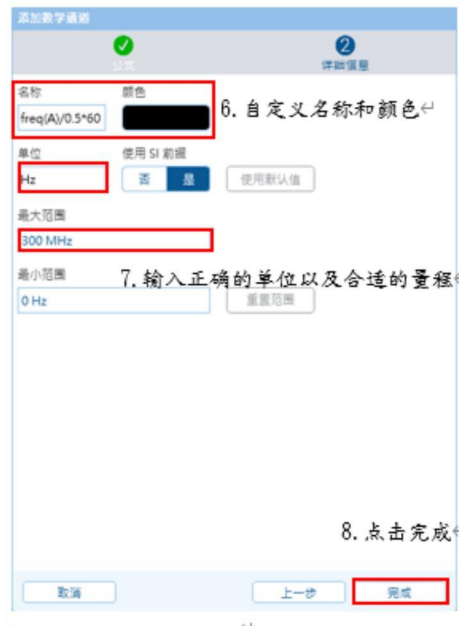 添加数学通道
2
公式
详细信息
名称
颜色
freq(A)/0.5*60
6.自定义名称和颜色↵
单位
使用 SI 前缀
Hz
否
是
使用默认值
最大范围
300 MHz
最小范围
7.输入正确的单位以及合适的量程
0 Hz
重置范围
8.点击完成
取消
上一步
完成